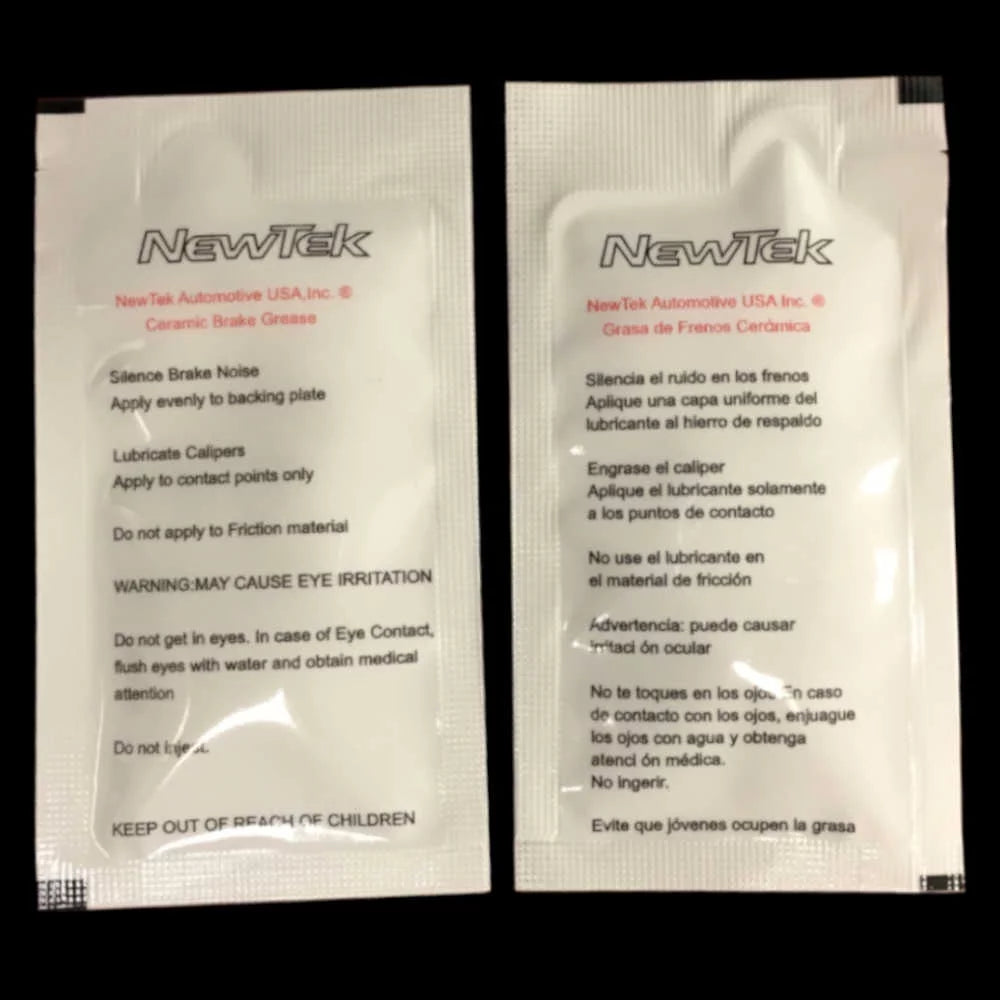 NEWTEK
NewTek Automotive USA,Inc. ®
Ceramic Brake Grease
Silence Brake Noise
Apply evenly to backing plate
Lubricate Calipers
Apply to contact points only
Do not apply to Friction material
WARNING:MAY CAUSE EYE IRRITATION
Do not get in eyes. In case of Eye Contact,
flush eyes with water and obtain medical
attention
Do not
KEEP OUT OF REACH OF CHILDREN
NEWTEK
NewTek Automotive USA Inc. ®
Grasa de Frenos Cerámica
Silencia el ruido en los frenos
Aplique una capa uniforme del
lubricante al hierro de respaldo
Engrase el caliper
Aplique el lubricante solamente
a los puntos de contacto
No use el lubricante en
el material de fricción
Advertencia: puede causar
irritaci ón ocular
No te toques en los ojos En caso
de contacto con los ojos, enjuague
los ojos con agua y obtenga
atenci ón médica.
No ingerir.
Evite que jóvenes ocupen la grasa